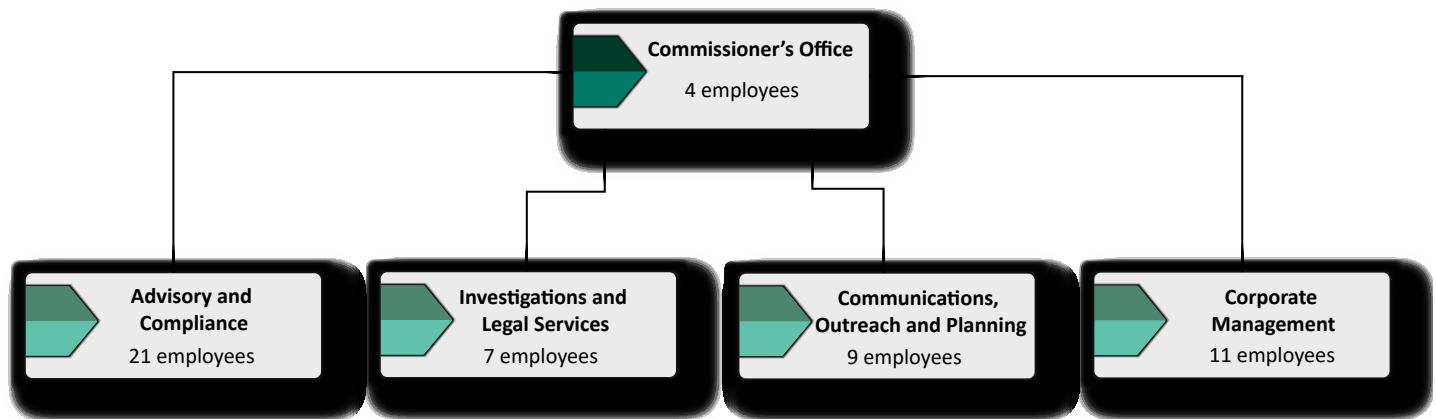 Commissioner’s Office
4 employees
Advisory and
Compliance
21 employees
Investigations and
Legal Services
7 employees
Communications,
Outreach and Planning
9 employees
Corporate
Management
11 employees